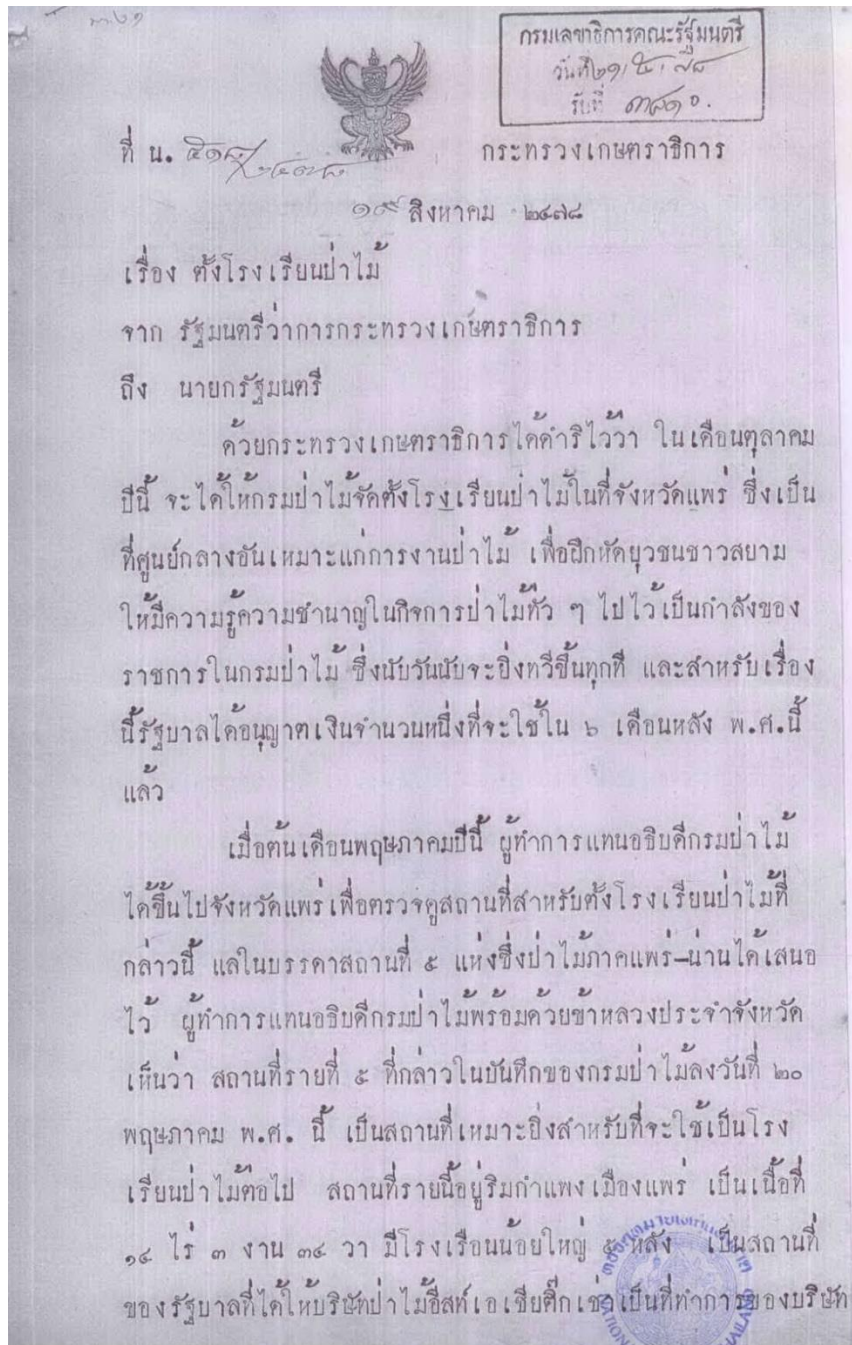 ๓๖๑
กรมเลขาธิการคณะรัฐมนตรี
วันที่ ๒๑/๕/๗๘
รับที่ ๓๘๑๐.
ที่ น. ๕๑๘/๒๔๗๘
กระทรวงเกษตราธิการ
๑๙ สิงหาคม ๒๔๗๘
เรื่อง ตั้งโรงเรียนป่าไม้
จาก รัฐมนตรีว่าการกระทรวงเกษตราธิการ
ถึง นายกรัฐมนตรี
ด้วยกระทรวงเกษตราธิการได้ดำริไว้ว่า ในเดือนตุลาคม
ปีนี้ จะได้ให้กรมป่าไม้จัดตั้งโรงเรียนป่าไม้ในที่จังหวัดแพร่ ซึ่งเป็น
ที่ศูนย์กลางอันเหมาะแก่การงานป่าไม้ เพื่อฝึกหัดยุวชนชาวสยาม
ให้มีความรู้ความชำนาญในกิจการป่าไม้ทั่ว ๆ ไปไว้เป็นกำลังของ
ราชการในกรมป่าไม้ ซึ่งนับวันนับจะยิ่งทวีขึ้นทุกที และสำหรับเรื่อง
นี้รัฐบาลได้อนุญาตเงินจำนวนหนึ่งที่จะใช้ใน ๖ เดือนหลัง พ.ศ.นี้
แล้ว
เมื่อต้นเดือนพฤษภาคมปีนี้ ผู้ทำการแทนอธิบดีกรมป่าไม้
ได้ขึ้นไปจังหวัดแพร่เพื่อตรวจดูสถานที่สำหรับตั้งโรงเรียนป่าไม้ที่
กล่าวนี้ แลในบรรดาสถานที่ ๕ แห่งซึ่งป่าไม้ภาคแพร่-น่านได้เสนอ
ไว้ ผู้ทำการแทนอธิบดีกรมป่าไม้พร้อมด้วยข้าหลวงประจำจังหวัด
เห็นว่า สถานที่รายที่ ๕ ที่กล่าวในบันทึกของกรมป่าไม้ลงวันที่ ๒๐
พฤษภาคม พ.ศ. นี้ เป็นสถานที่เหมาะยิ่งสำหรับที่จะใช้เป็นโรง
เรียนป่าไม้ต่อไป สถานที่รายนี้อยู่ริมกำแพงเมืองแพร่ เป็นเนื้อที่
๑๔ ไร่ ๓ งาน ๓๔ วา มีโรงเรือนน้อยใหญ่ ๕ หลัง เป็นสถานที่
ของรัฐบาลที่ได้ให้บริษัทป่าไม้อีสท์เอเชียติ๊กเช่าเป็นที่ทำการของบริษัท